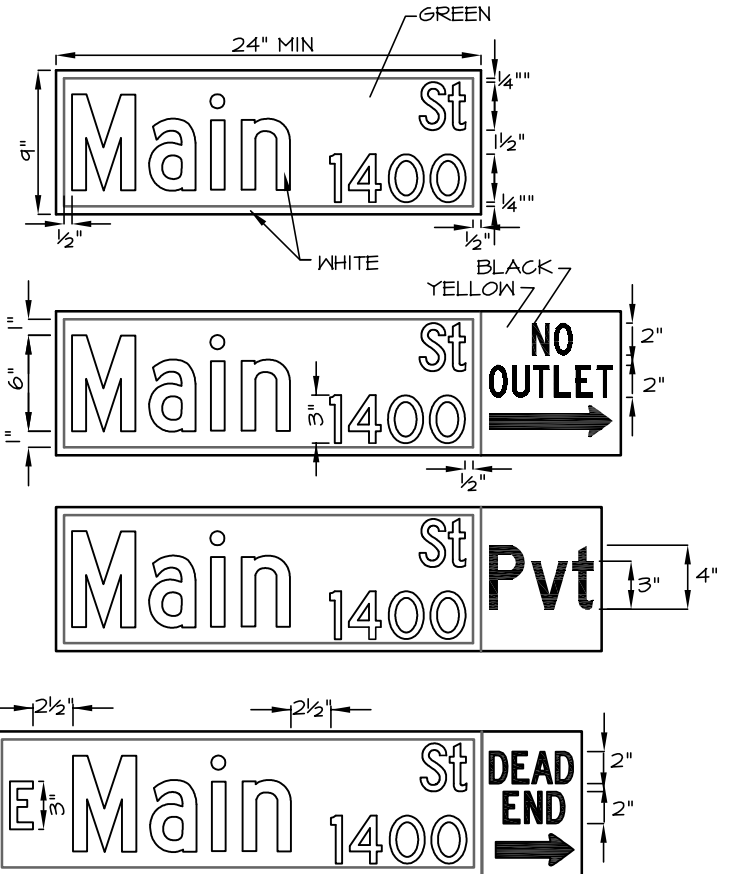 GREEN
24" MIN
Main St
1400
9"
¼""
1½"
¼""
½"
½"
WHITE
BLACK
YELLOW
1"
6"
1"
Main St
1400
3"
NO
OUTLET
2"
2"
½"
Main St
1400
Pvt
3"
4"
2½"
2½"
E
3"
Main St
1400
DEAD
END
2"
2"